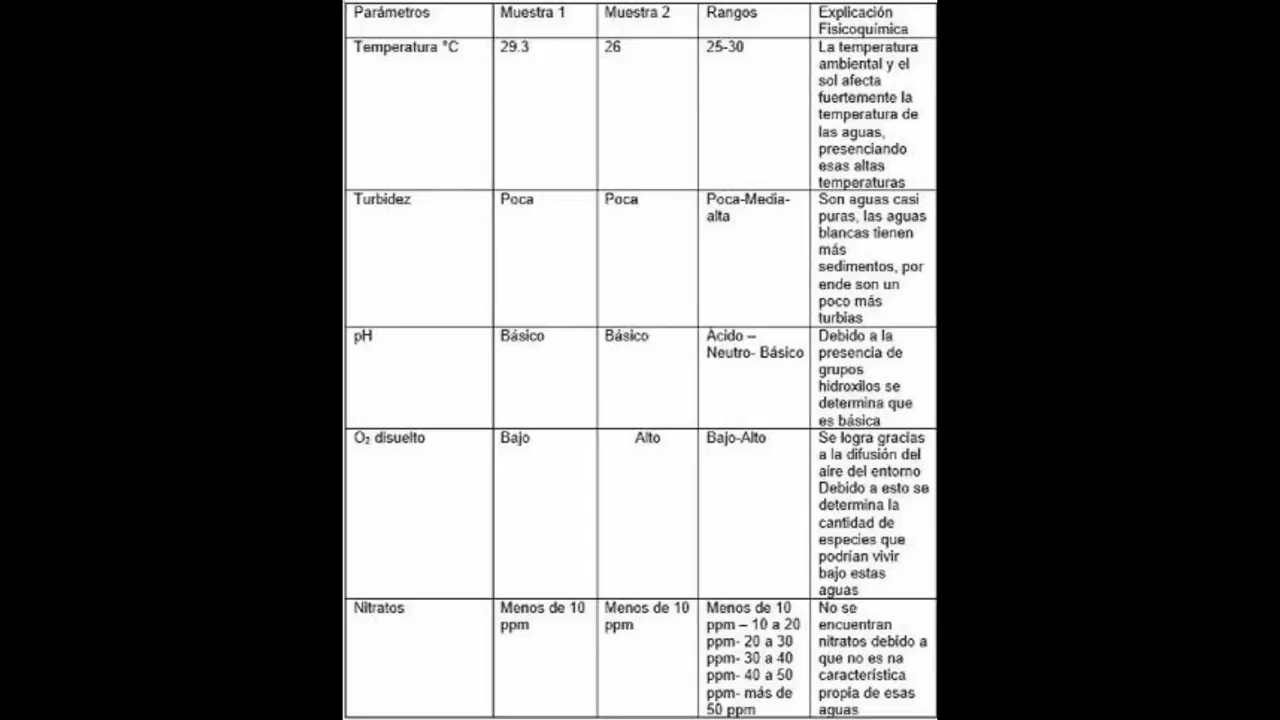 Parámetros Muestra 1 Muestra 2 Rangos Explicación
Fisicoquímica
Temperatura °C 29.3 26 25-30 La temperatura
ambiental y el
sol afecta
fuertemente la
temperatura de
las aguas,
presenciando
esas altas
temperaturas
Turbidez Poca Poca Poca-Media-
alta
Son aguas casi
puras, las aguas
blancas tienen
más
sedimentos, por
ende son un
poco más
turbias
pH Básico Básico Ácido –
Neutro- Básico
Debido a la
presencia de
grupos
hidroxilos se
determina que
es básica
O₂ disuelto Bajo Alto Bajo-Alto Se logra gracias
a la difusión del
aire del entorno
Debido a esto se
determina la
cantidad de
especies que
podrían vivir
bajo estas
aguas
Nitratos Menos de 10
ppm
Menos de 10
ppm
Menos de 10
ppm – 10 a 20
ppm- 20 a 30
ppm- 30 a 40
ppm- 40 a 50
ppm- más de
50 ppm
No se
encuentran
nitratos debido a
que no es na
característica
propia de esas
aguas